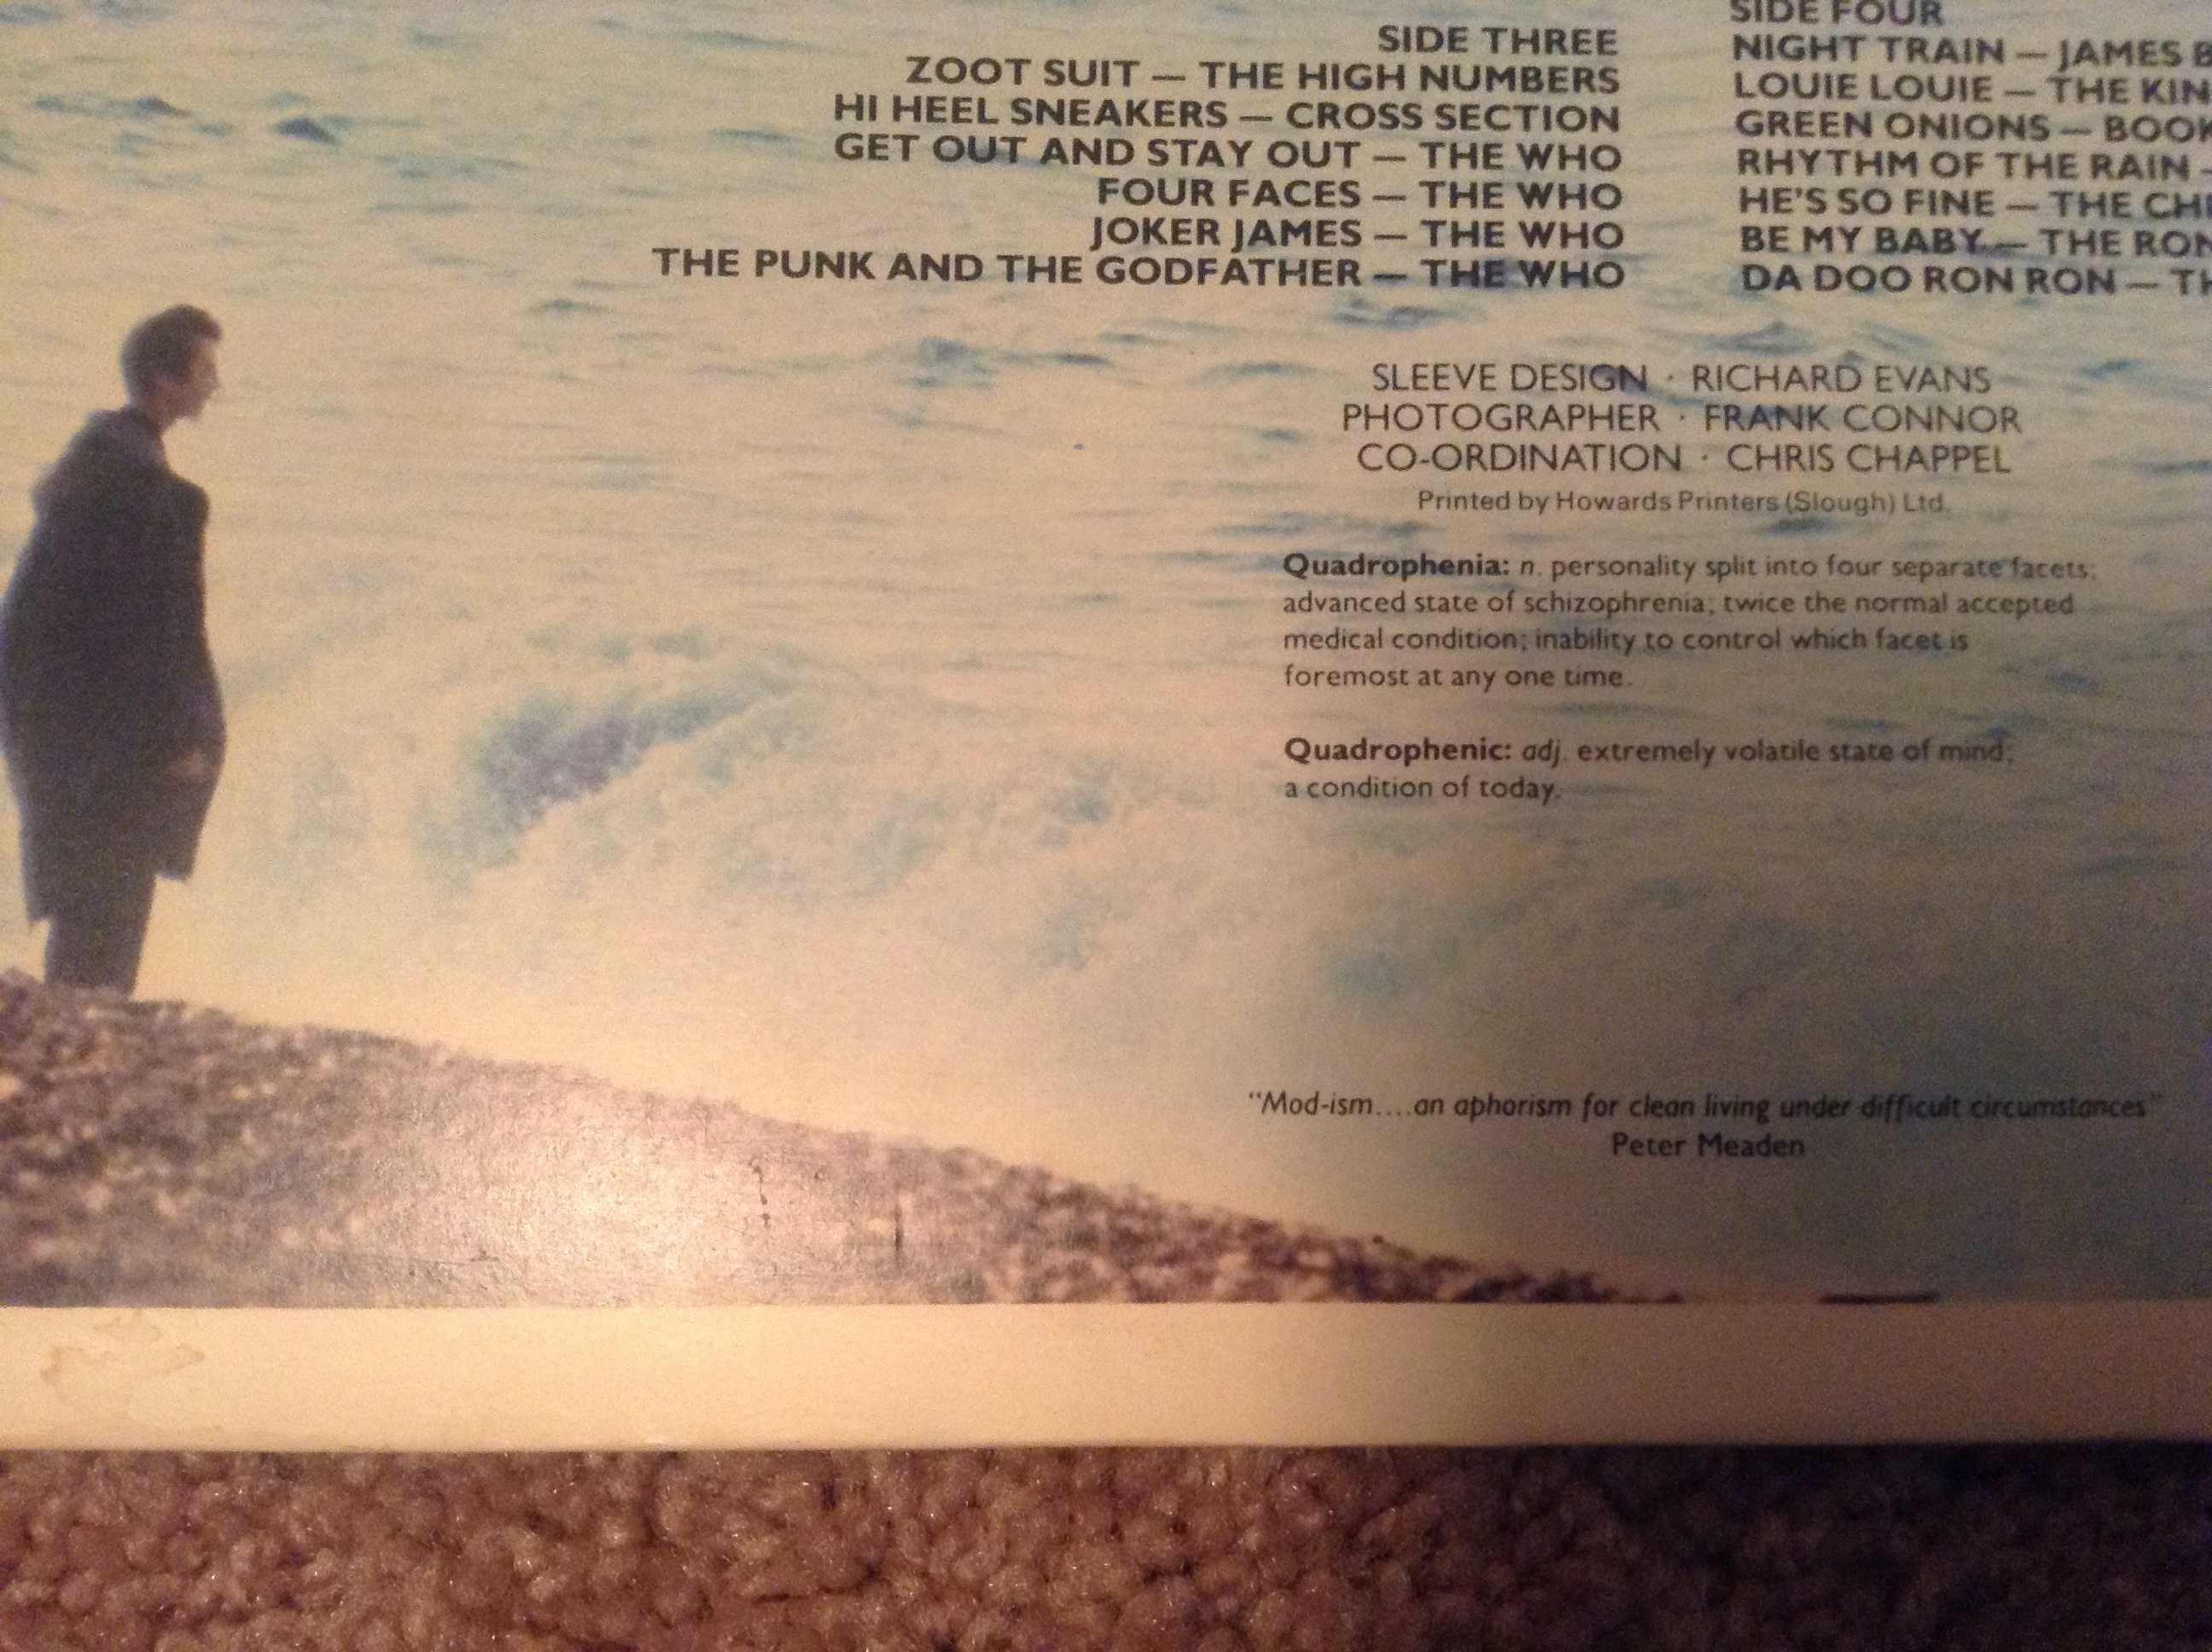 SIDE THREE
ZOOT SUIT — THE HIGH NUMBERS
HI HEEL SNEAKERS — CROSS SECTION
GET OUT AND STAY OUT — THE WHO
FOUR FACES — THE WHO
JOKER JAMES — THE WHO
THE PUNK AND THE GODFATHER — THE WHO
SIDE FOUR
NIGHT TRAIN — JAMES
LOUIE LOUIE — THE
GREEN ONIONS —
RHYTHM OF THE RAIN —
HE'S SO FINE — THE
BE MY BABY — THE
DA DOO RON RON —
SLEEVE DESIGN · RICHARD EVANS
PHOTOGRAPHER · FRANK CONNOR
CO-ORDINATION · CHRIS CHAPPEL
Printed by Howards Printers (Slough) Ltd.
Quadrophenia: n. personality split into four separate facets;
advanced state of schizophrenia; twice the normal accepted
medical condition; inability to control which facet is
foremost at any one time.
Quadrophenic: adj. extremely volatile state of mind;
a condition of today.
"Mod-ism....an aphorism for clean living under difficult circumstances"
Peter Meaden